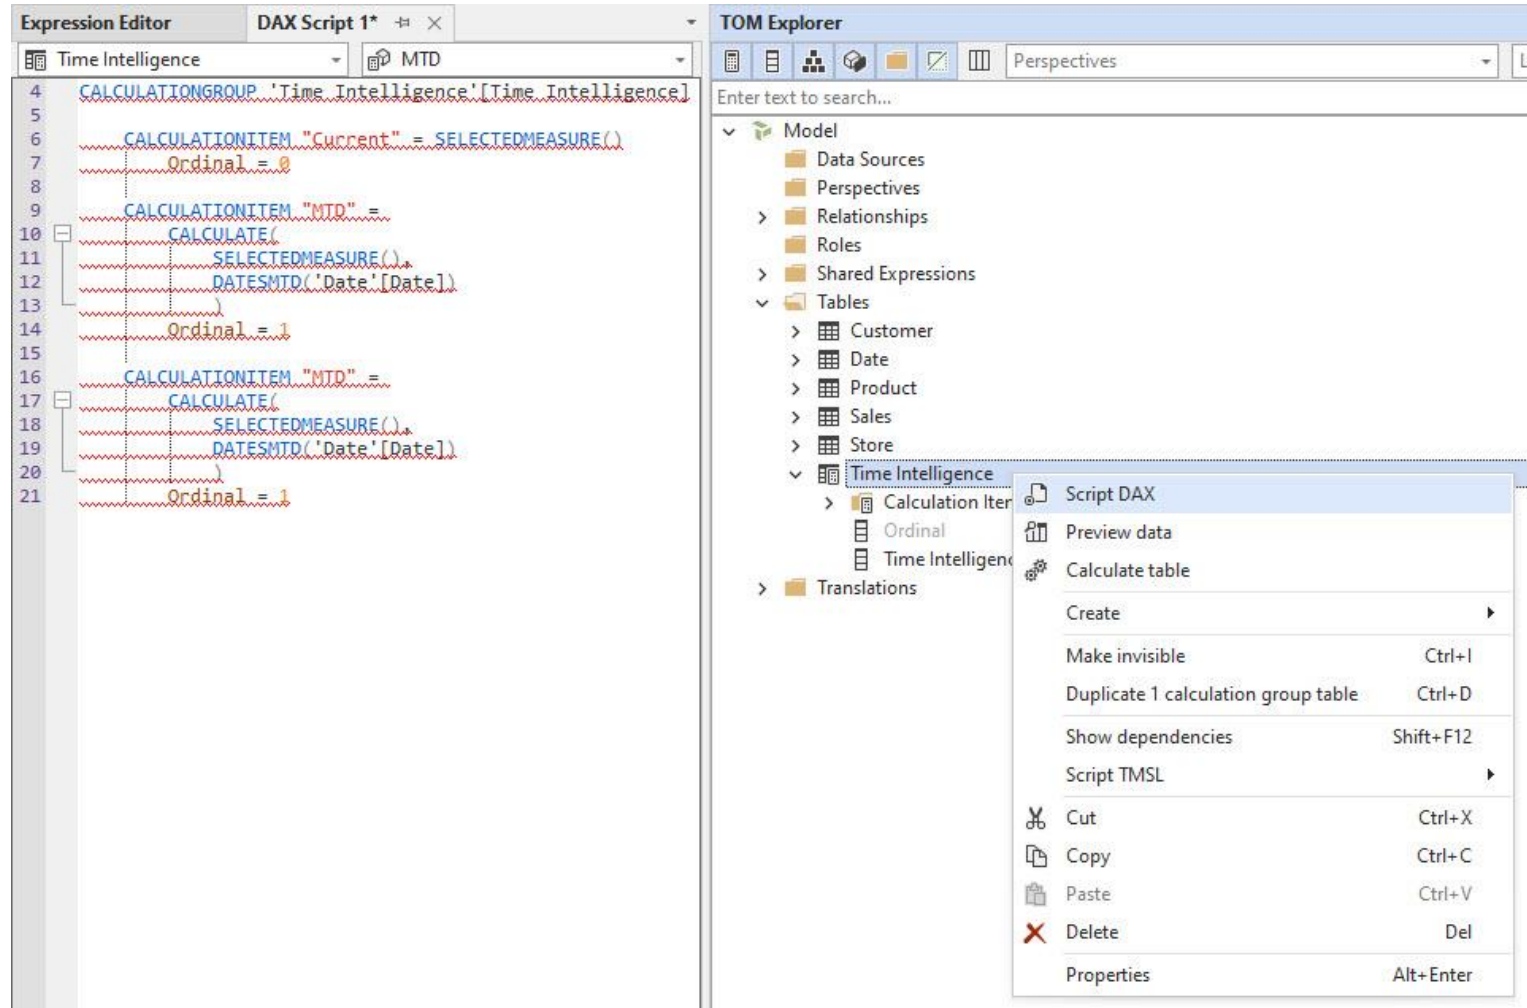 Expression Editor
DAX Script 1*
Time Intelligence
MTD
4 CALCULATIONGROUP 'Time Intelligence'[Time Intelligence]
5
6 CALCULATIONITEM "Current" = SELECTEDMEASURE()
7 Ordinal = 0
8
9 CALCULATIONITEM "MTD" =
10 CALCULATE(
11 SELECTEDMEASURE(),
12 DATESMTD('Date'[Date])
13 )
14 Ordinal = 1
15
16 CALCULATIONITEM "MTD" =
17 CALCULATE(
18 SELECTEDMEASURE(),
19 DATESMTD('Date'[Date])
20 )
21 Ordinal = 1
TOM Explorer
Perspectives
L
Enter text to search...
Model
Data Sources
Perspectives
Relationships
Roles
Shared Expressions
Tables
Customer
Date
Product
Sales
Store
Time Intelligence
Calculation Iter
Ordinal
Time Intelligenc
Translations
Script DAX
Preview data
Calculate table
Create
Make invisible Ctrl+I
Duplicate 1 calculation group table Ctrl+D
Show dependencies Shift+F12
Script TMSL
Cut Ctrl+X
Copy Ctrl+C
Paste Ctrl+V
Delete Del
Properties Alt+Enter